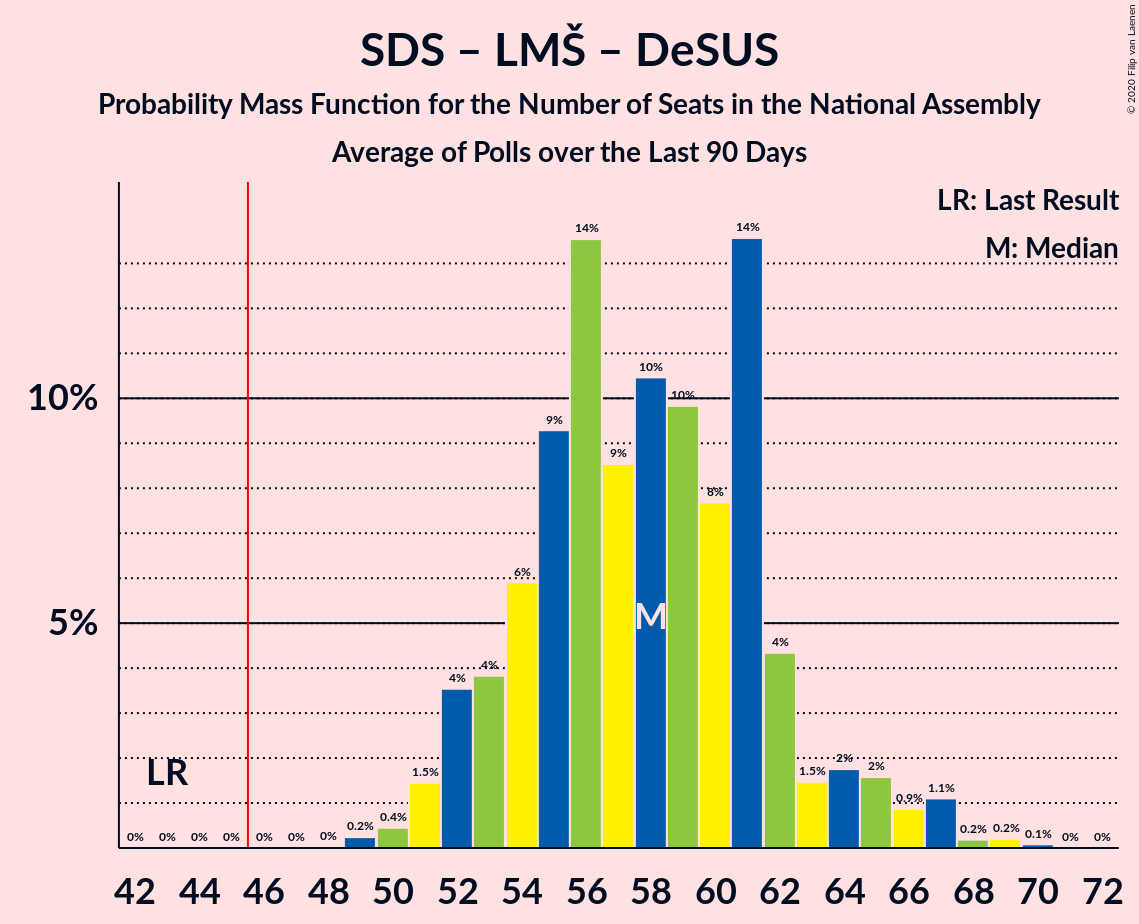 SDS – LMŠ – DeSUS
Probability Mass Function for the Number of Seats in the National Assembly
Average of Polls over the Last 90 Days
© 2020 Filip van Laenen
LR: Last Result
M: Median
10%
5%
LR
M
0% 0% 0% 0% 0% 0% 0% 0.2% 0.4% 1.5% 4% 4% 6% 9% 14% 9% 10% 10% 8% 14% 4% 1.5% 2% 2% 0.9% 1.1% 0.2% 0.2% 0.1% 0% 0%
42 44 46 48 50 52 54 56 58 60 62 64 66 68 70 72